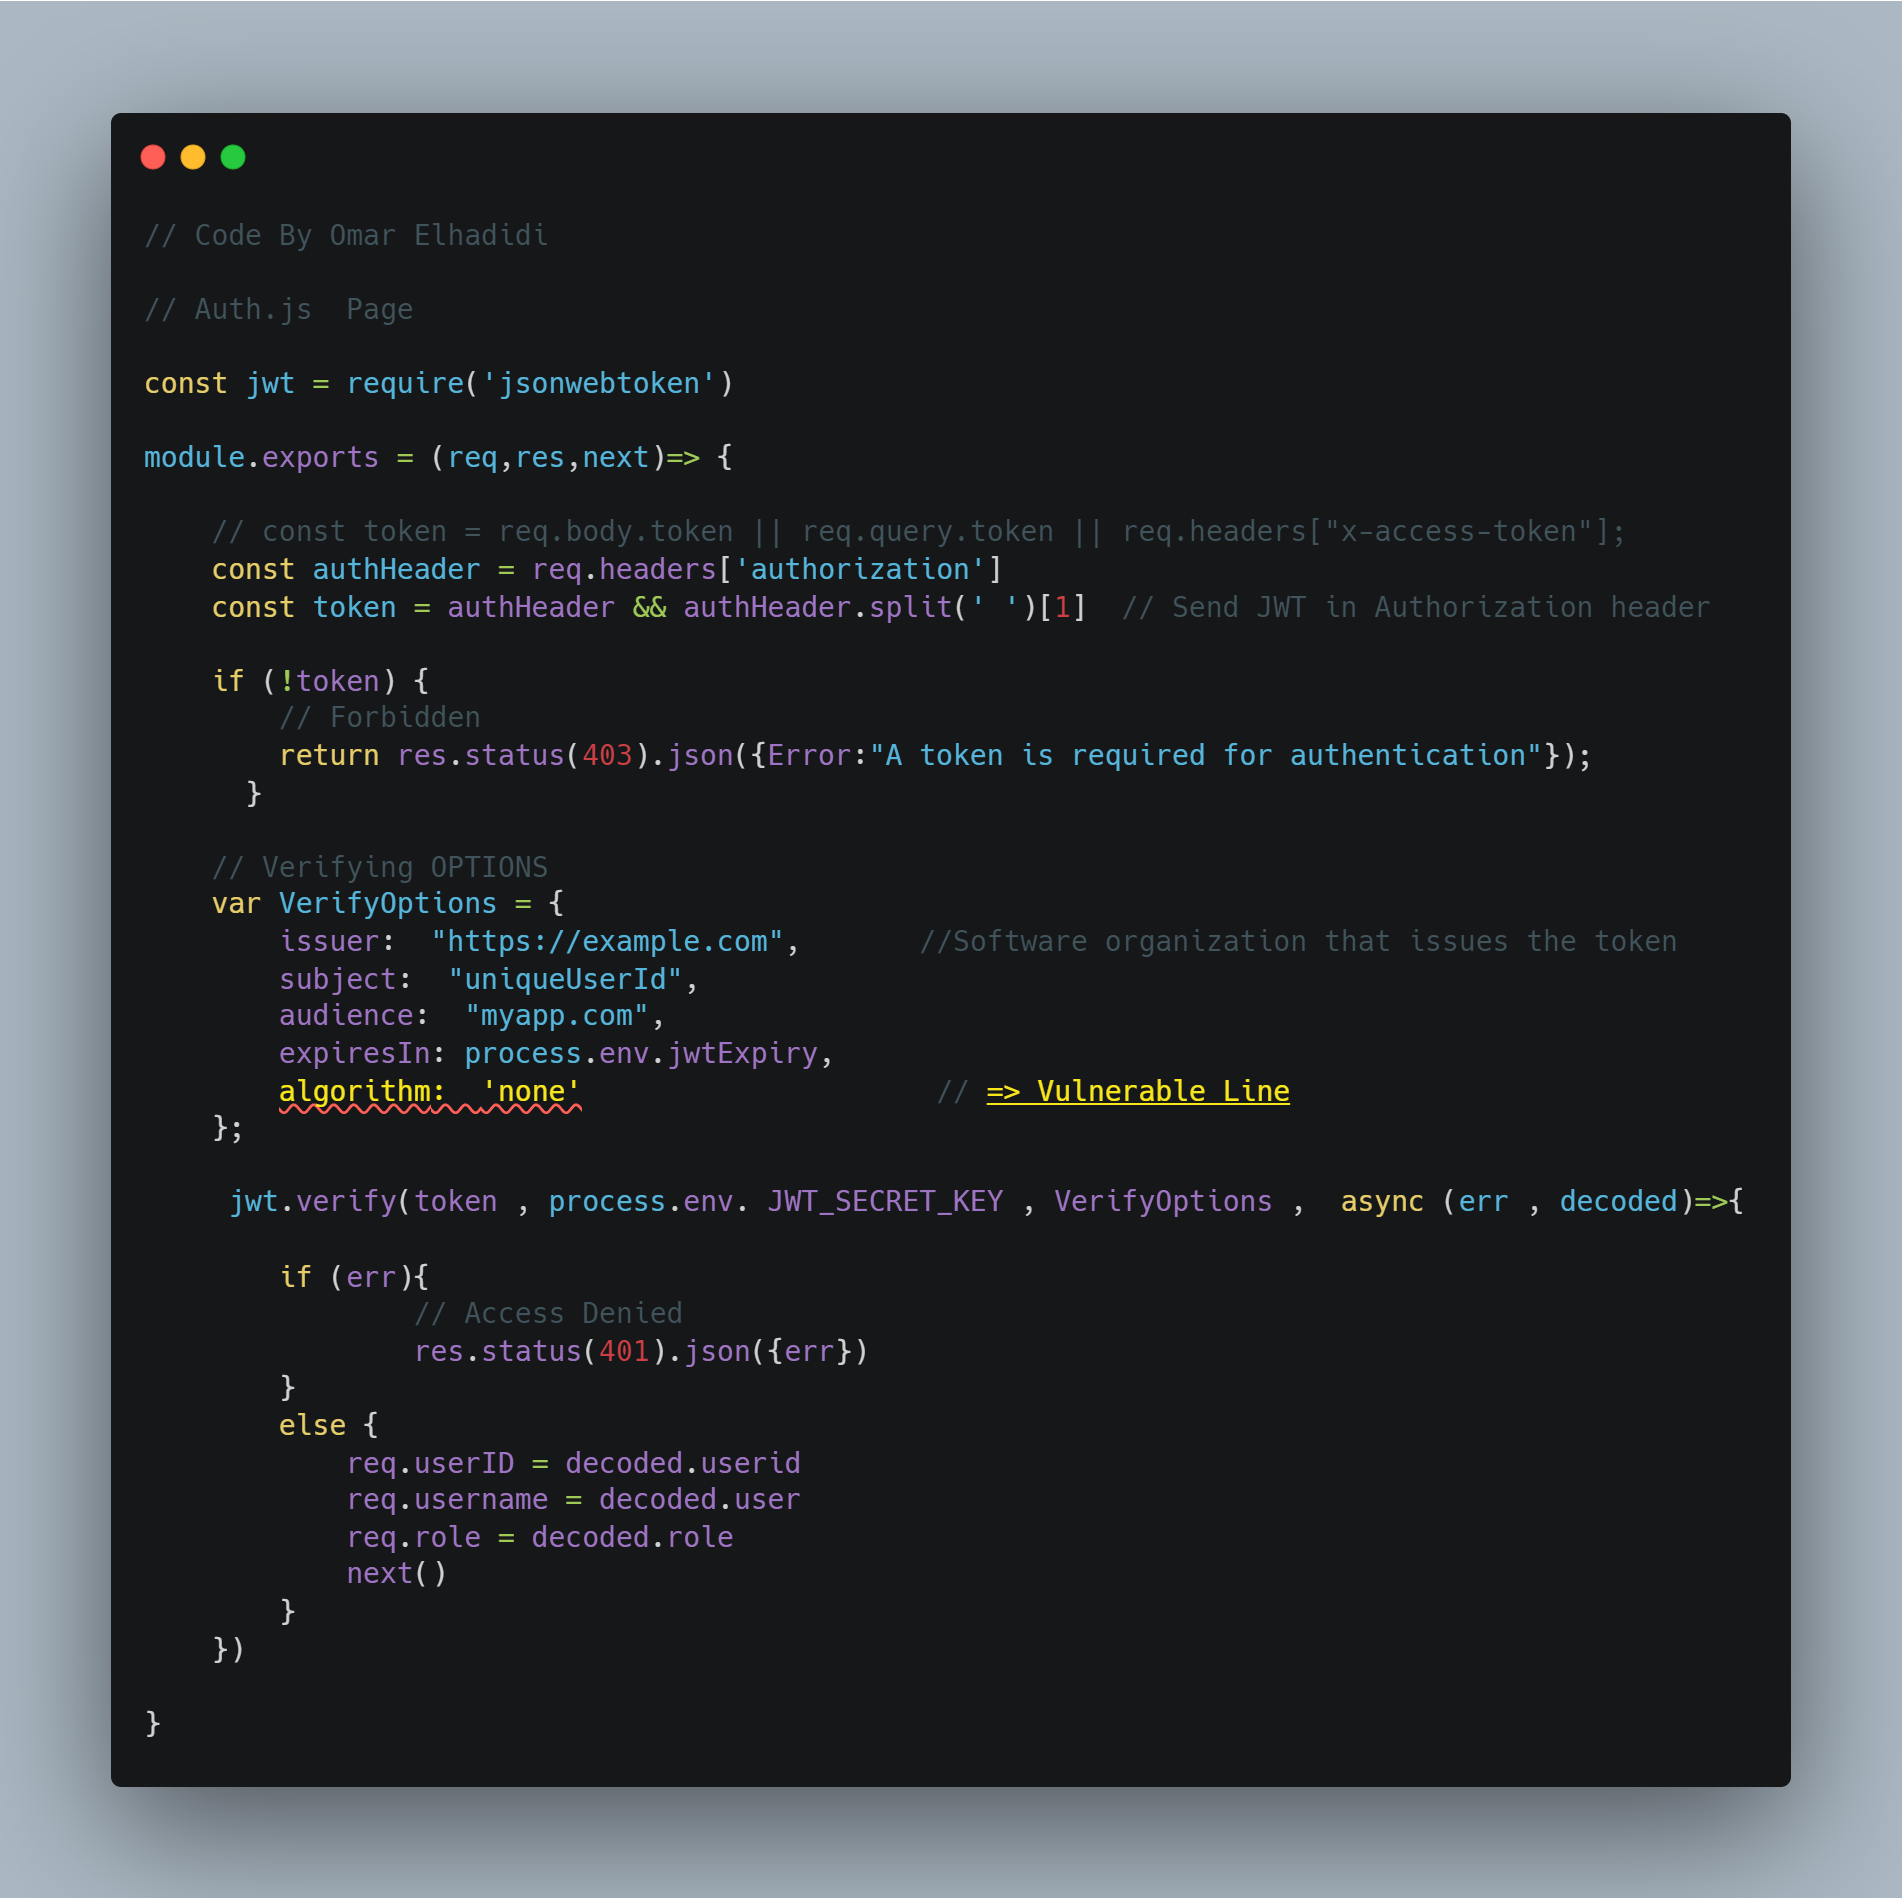 // Code By Omar Elhadidi
// Auth.js  Page
const jwt = require('jsonwebtoken')
module.exports = (req,res,next)=> {
    // const token = req.body.token || req.query.token || req.headers["x-access-token"];
    const authHeader = req.headers['authorization']
    const token = authHeader && authHeader.split(' ')[1]  // Send JWT in Authorization header
    if (!token) {
        // Forbidden
        return res.status(403).json({Error:"A token is required for authentication"});
      }
    // Verifying OPTIONS
    var VerifyOptions = {
        issuer:  "https://example.com",       //Software organization that issues the token
        subject:  "uniqueUserId",
        audience:  "myapp.com",
        expiresIn: process.env.jwtExpiry,
        algorithm:  'none'                     // => Vulnerable Line
    };
     jwt.verify(token , process.env. JWT_SECRET_KEY , VerifyOptions ,  async (err , decoded)=>{
        if (err){
                // Access Denied
                res.status(401).json({err})
        }
        else {
            req.userID = decoded.userid
            req.username = decoded.user
            req.role = decoded.role
            next()
        }
    })
}